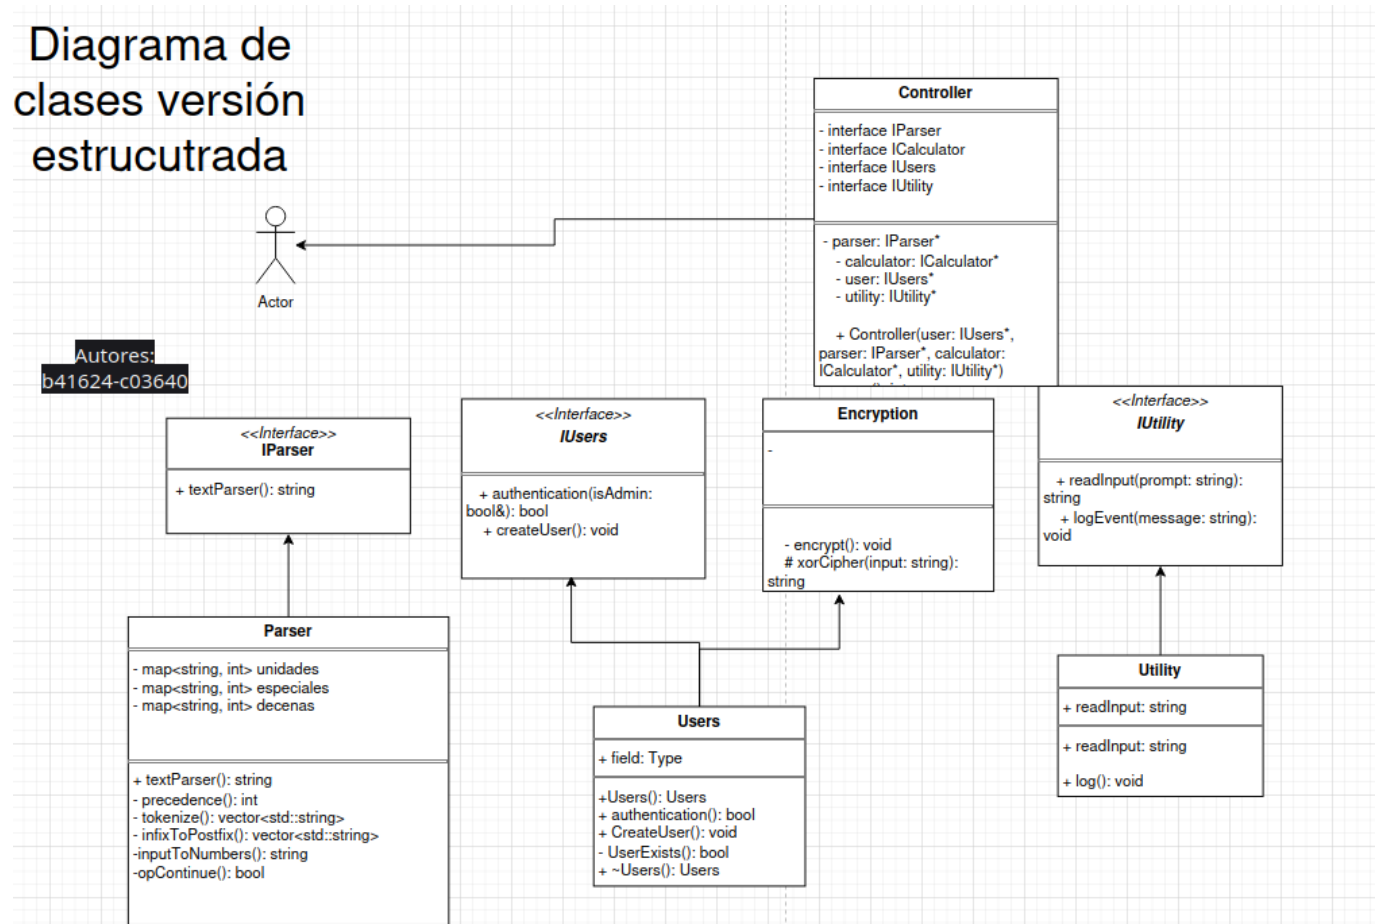 Diagrama de
clases versión
estrucutrada
Actor
Autores:
b41624-c03640
Controller
- interface IParser
- interface ICalculator
- interface IUsers
- interface IUtility
- parser: IParser*
- calculator: ICalculator*
- user: IUsers*
- utility: IUtility*
+ Controller(user: IUsers*,
parser: IParser*, calculator:
ICalculator*, utility: IUtility*)
<<Interface>>
IParser
+ textParser(): string
<<Interface>>
IUsers
+ authentication(isAdmin:
bool&): bool
+ createUser(): void
Encryption
-
- encrypt(): void
# xorCipher(input: string):
string
<<Interface>>
IUtility
+ readInput(prompt: string):
string
+ logEvent(message: string):
void
Parser
- map<string, int> unidades
- map<string, int> especiales
- map<string, int> decenas
+ textParser(): string
- precedence(): int
- tokenize(): vector<std::string>
- infixToPostfix(): vector<std::string>
-inputToNumbers(): string
-opContinue(): bool
Users
+ field: Type
+Users(): Users
+ authentication(): bool
+ CreateUser(): void
- UserExists(): bool
+ ~Users(): Users
Utility
+ readInput: string
+ readInput: string
+ log(): void